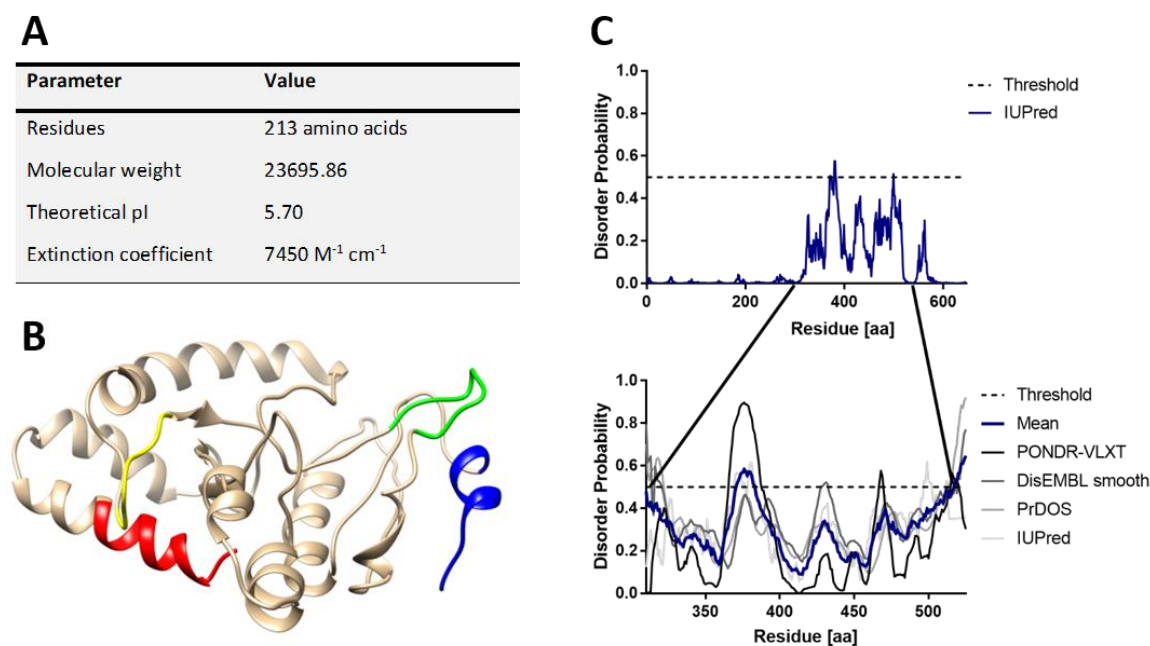 A
Parameter Value
Residues 213 amino acids
Molecular weight 23695.86
Theoretical pI 5.70
Extinction coefficient 7450 M⁻¹ cm⁻¹
B
C
1.0
0.8
0.6
0.4
0.2
0.0
Disorder Probability
0 200 400 600
Residue [aa]
Threshold
IUPred
1.0
0.8
0.6
0.4
0.2
0.0
Disorder Probability
350 400 450 500
Residue [aa]
Threshold
Mean
PONDR-VLXT
DisEMBL smooth
PrDOS
IUPred